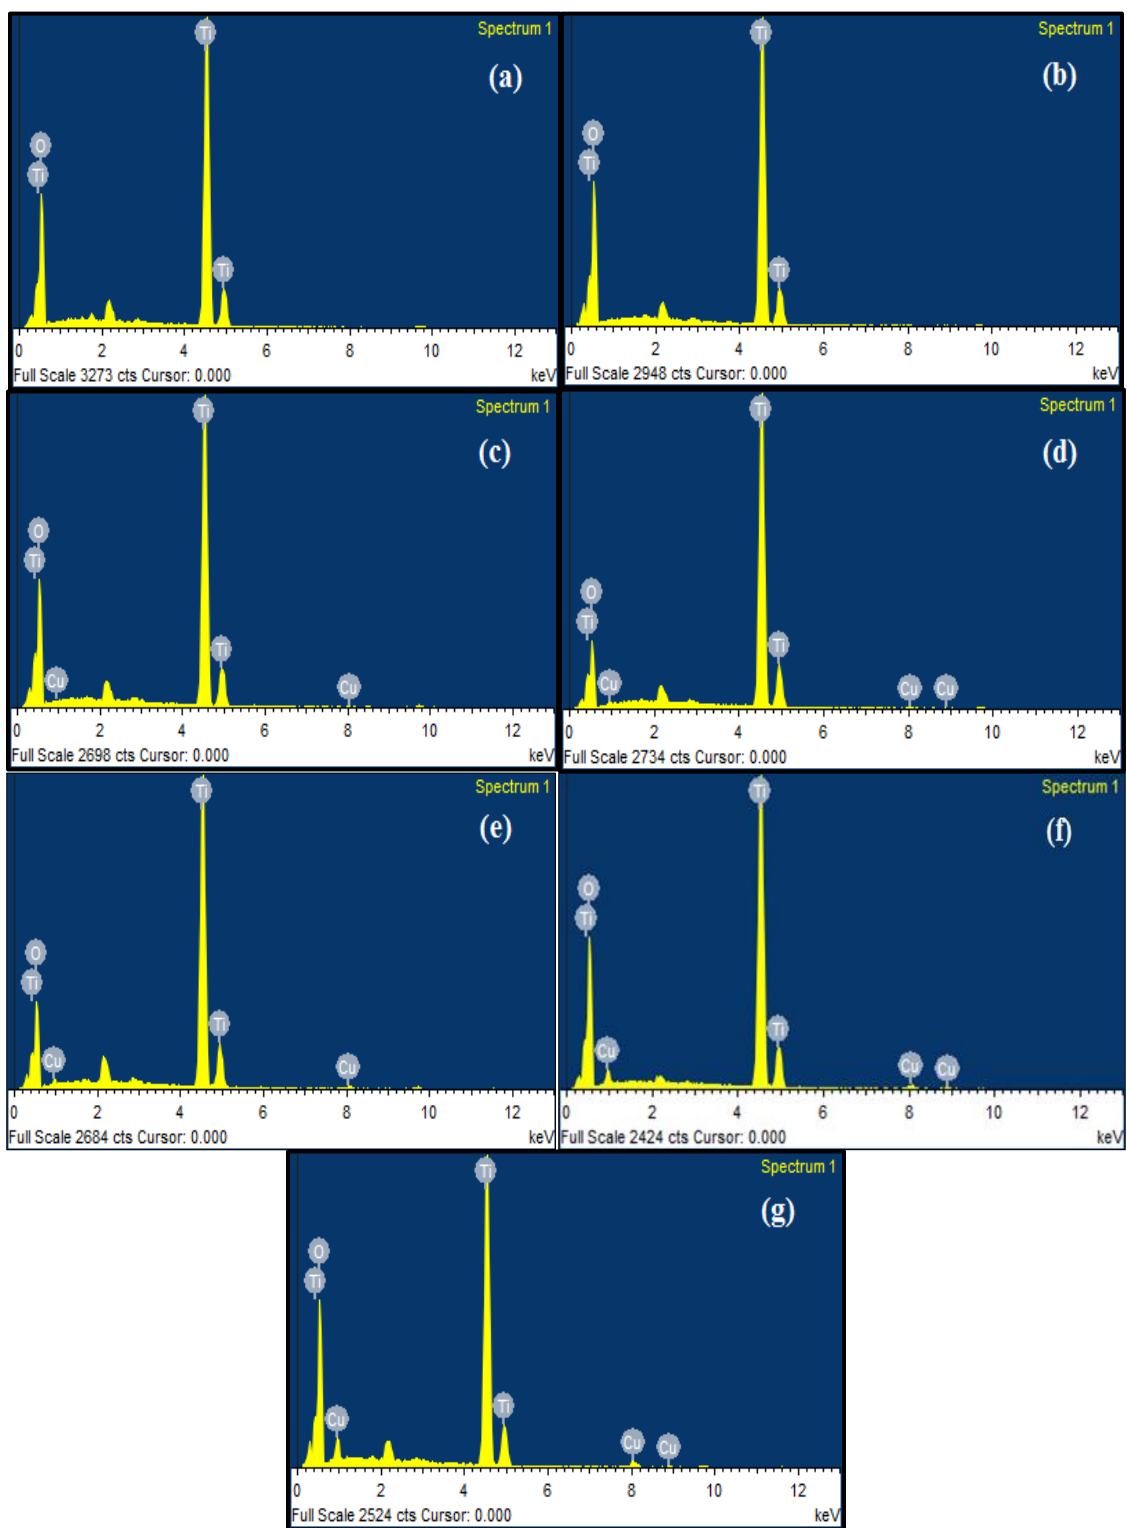 Spectrum 1
(a)
Ti
O
Ti
Ti
0 2 4 6 8 10 12
Full Scale 3273 cts Cursor: 0.000 keV
Spectrum 1
(b)
Ti
O
Ti
Ti
0 2 4 6 8 10 12
Full Scale 2948 cts Cursor: 0.000 keV
Spectrum 1
(c)
Ti
O
Ti
Ti
Cu Cu
0 2 4 6 8 10 12
Full Scale 2698 cts Cursor: 0.000 keV
Spectrum 1
(d)
Ti
O
Ti
Ti
Cu Cu Cu
0 2 4 6 8 10 12
Full Scale 2734 cts Cursor: 0.000 keV
Spectrum 1
(e)
Ti
O
Ti
Ti
Cu Cu
0 2 4 6 8 10 12
Full Scale 2684 cts Cursor: 0.000 keV
Spectrum 1
(f)
Ti
O
Ti
Ti
Cu Cu Cu
0 2 4 6 8 10 12
Full Scale 2424 cts Cursor: 0.000 keV
Spectrum 1
(g)
Ti
O
Ti
Ti
Cu Cu Cu
0 2 4 6 8 10 12
Full Scale 2524 cts Cursor: 0.000 keV